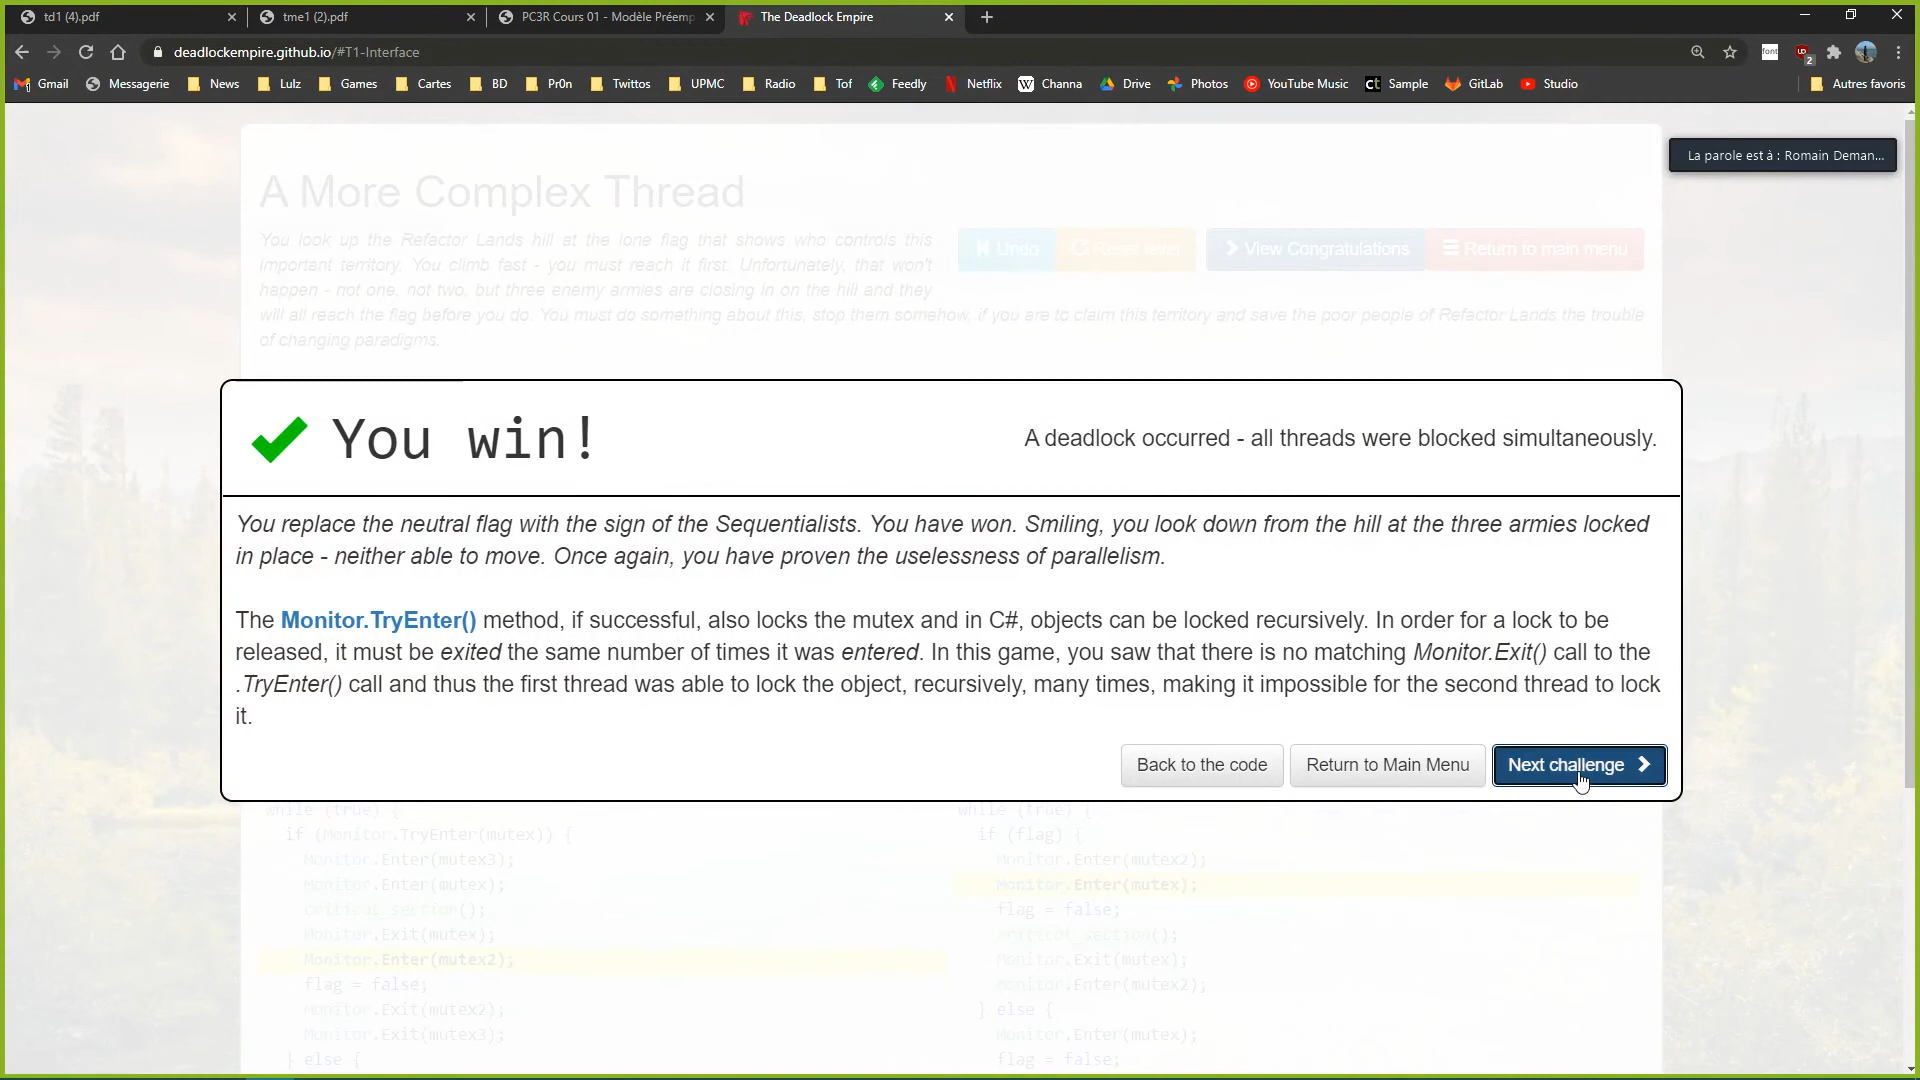 td1 (4).pdf
tme1 (2).pdf
PC3R Cours 01 - Modèle Préemp
The Deadlock Empire
deadlockempire.github.io/#T1-Interface
font
2
Gmail Messagerie News Lulz Games Cartes BD Pr0n Twittos UPMC Radio Tof Feedly Netflix Channa Drive Photos YouTube Music Sample GitLab Studio Autres favoris
La parole est à : Romain Deman...
A More Complex Thread
Undo Reset level View Congratulations Return to main menu
You look up the Refactor Lands hill at the lone flag that shows who controls this
important territory. You climb fast - you must reach it first. Unfortunately, that won't
happen - not one, not two, but three enemy armies are closing in on the hill and they
will all reach the flag before you do. You must do something about this, stop them somehow, if you are to claim this territory and save the poor people of Refactor Lands the trouble
of changing paradigms.
You win!
A deadlock occurred - all threads were blocked simultaneously.
You replace the neutral flag with the sign of the Sequentialists. You have won. Smiling, you look down from the hill at the three armies locked
in place - neither able to move. Once again, you have proven the uselessness of parallelism.
The Monitor.TryEnter() method, if successful, also locks the mutex and in C#, objects can be locked recursively. In order for a lock to be
released, it must be exited the same number of times it was entered. In this game, you saw that there is no matching Monitor.Exit() call to the
.TryEnter() call and thus the first thread was able to lock the object, recursively, many times, making it impossible for the second thread to lock
it.
Back to the code
Return to Main Menu
Next challenge
while (true) {
if (Monitor.TryEnter(mutex)) {
Monitor.Enter(mutex3);
Monitor.Enter(mutex);
critical_section();
Monitor.Exit(mutex);
Monitor.Enter(mutex2);
flag = false;
Monitor.Exit(mutex2);
Monitor.Exit(mutex3);
} else {
while (true) {
if (flag) {
Monitor.Enter(mutex2);
Monitor.Enter(mutex);
flag = false;
critical_section();
Monitor.Exit(mutex);
Monitor.Enter(mutex2);
} else {
Monitor.Enter(mutex);
flag = false;